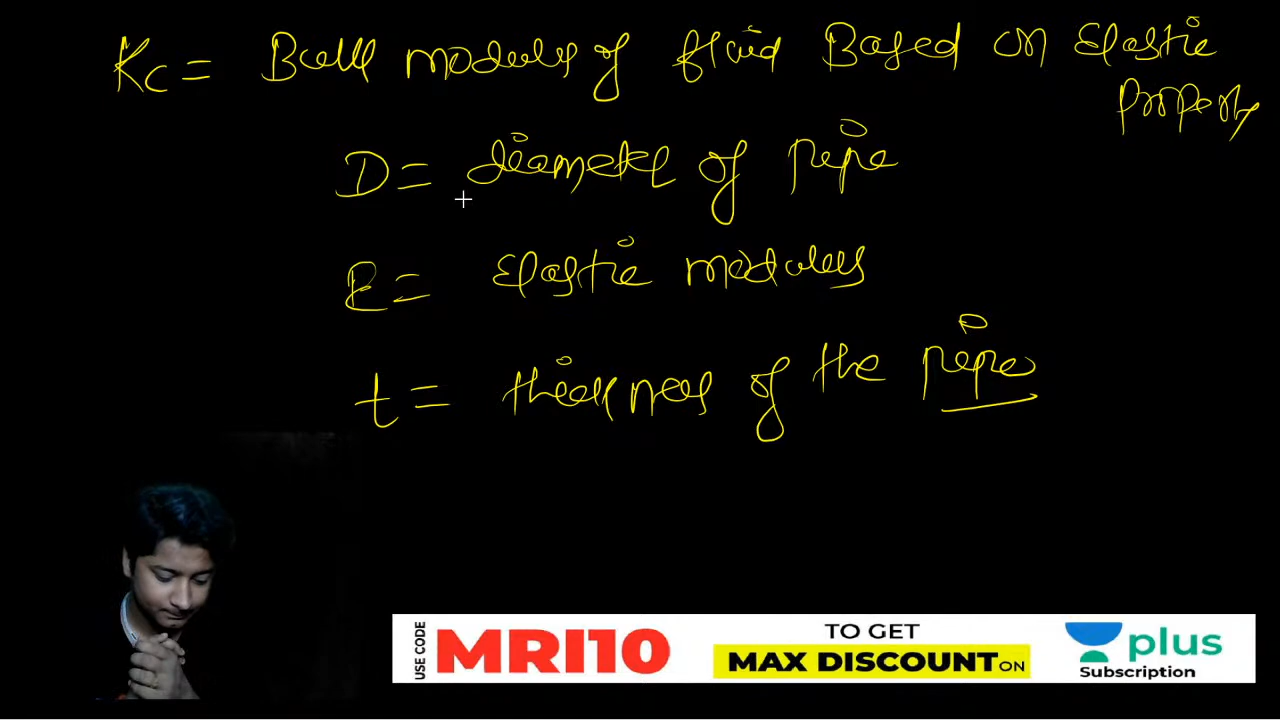 Kc = Bulk modulus of fluid Based on Elastic
property
D = diameter of pipe
E = Elastic modulus
t = thickness of the pipe
USE CODE
MRI10
TO GET
MAX DISCOUNT ON
plus
Subscription